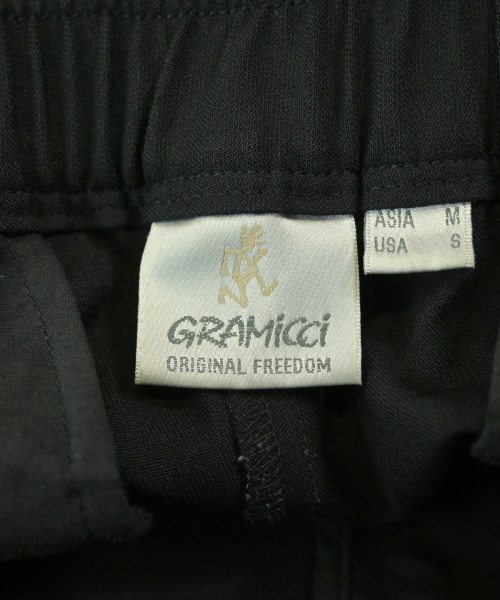 GRAMiCCi
ORIGINAL FREEDOM
ASIA M
USA S